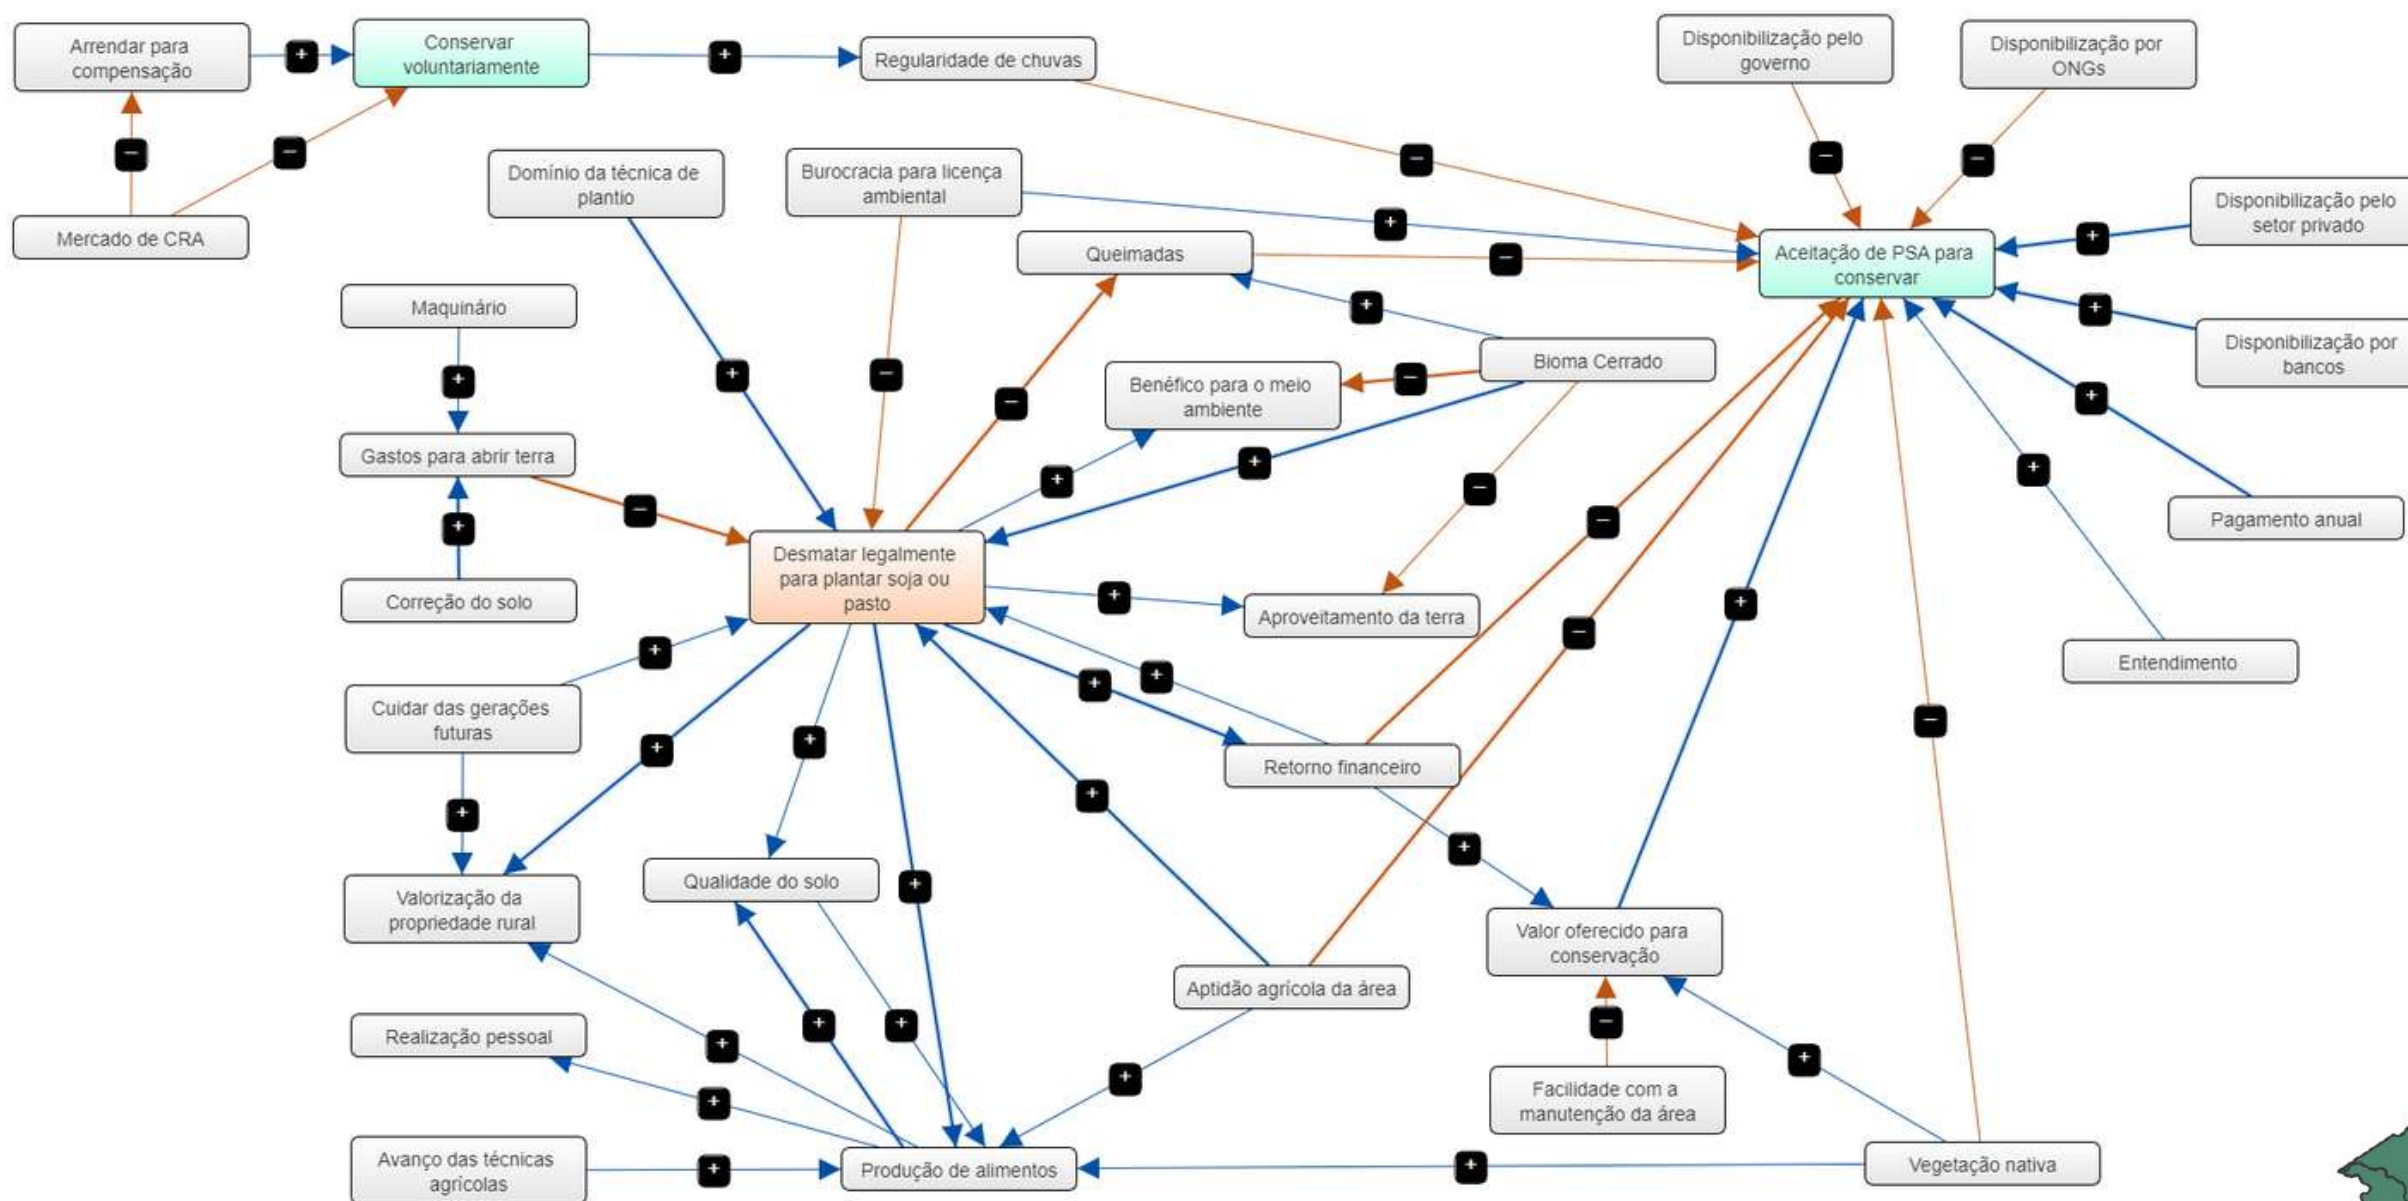 Arrendar para
compensação
+
Conservar
voluntariamente
+
Regularidade de chuvas
Disponibilização pelo
governo
Disponibilização por
ONGs
−
−
−
−
−
Mercado de CRA
Domínio da técnica de
plantio
Burocracia para licença
ambiental
+
Queimadas
−
Disponibilização pelo
setor privado
+
Aceitação de PSA para
conservar
Maquinário
+
+
Disponibilização por
bancos
Bioma Cerrado
+
+
−
−
Benéfico para o meio
ambiente
−
+
Gastos para abrir terra
−
+
+
−
+
−
+
Pagamento anual
+
Correção do solo
Desmatar legalmente
para plantar soja ou
pasto
+
Aproveitamento da terra
−
+
Entendimento
+
+
+
Cuidar das gerações
futuras
+
+
Retorno financeiro
−
+
+
+
+
Qualidade do solo
+
Valorização da
propriedade rural
Valor oferecido para
conservação
Aptidão agrícola da área
Realização pessoal
+
+
+
−
+
+
+
Facilidade com a
manutenção da área
Avanço das técnicas
agrícolas
+
Produção de alimentos
+
Vegetação nativa